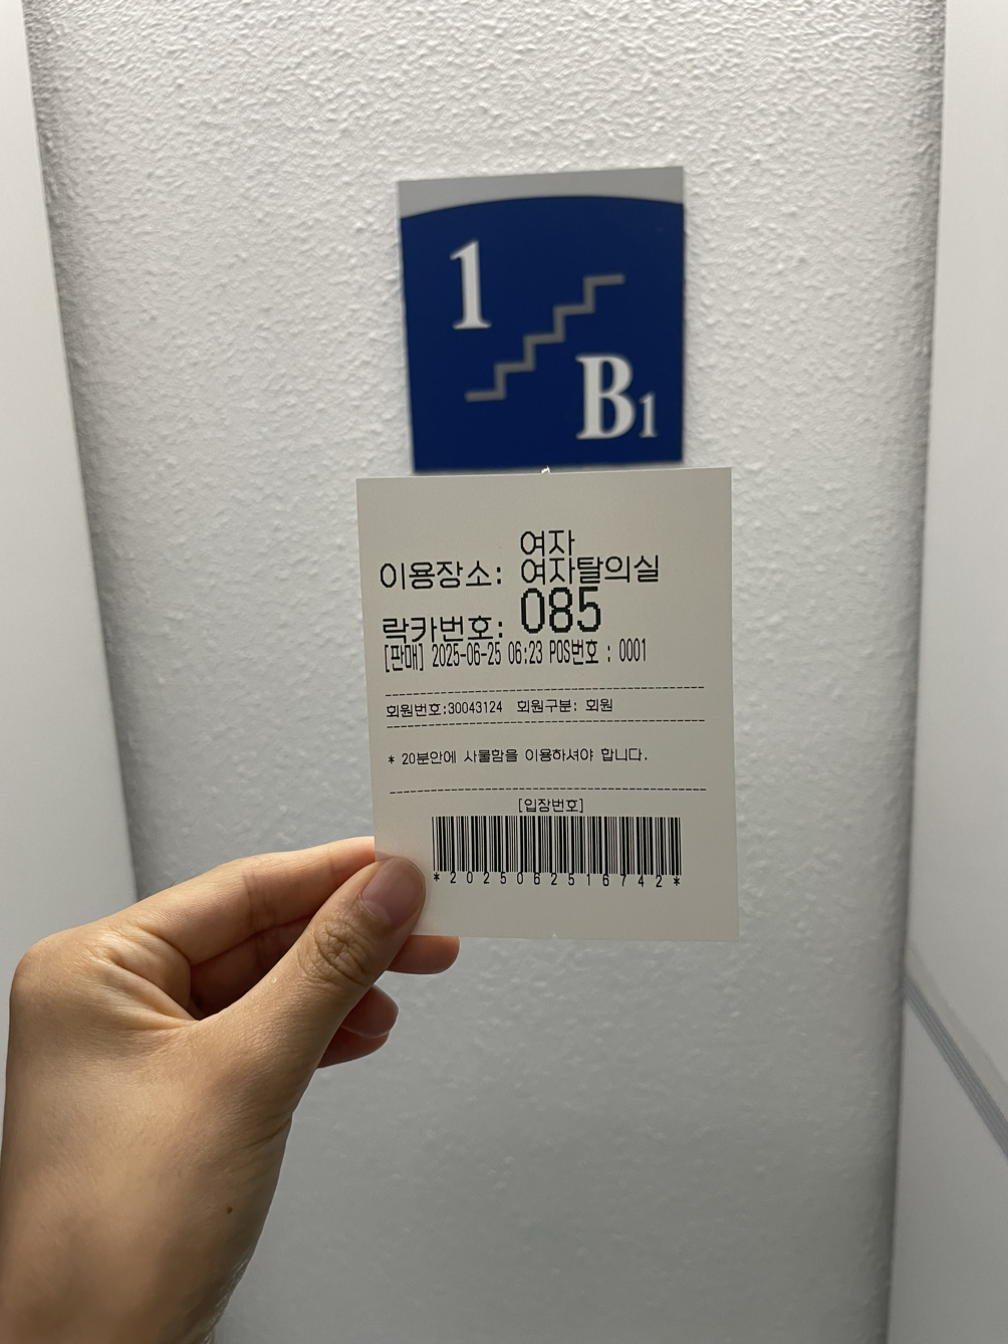 1
B1
여자
이용장소: 여자탈의실
락카번호: 085
[판매] 2025-06-25 06:23 POS번호 : 0001
회원번호:30043124 회원구분: 회원
* 20분안에 사물함을 이용하셔야 합니다.
[입장번호]
*2025062516742*